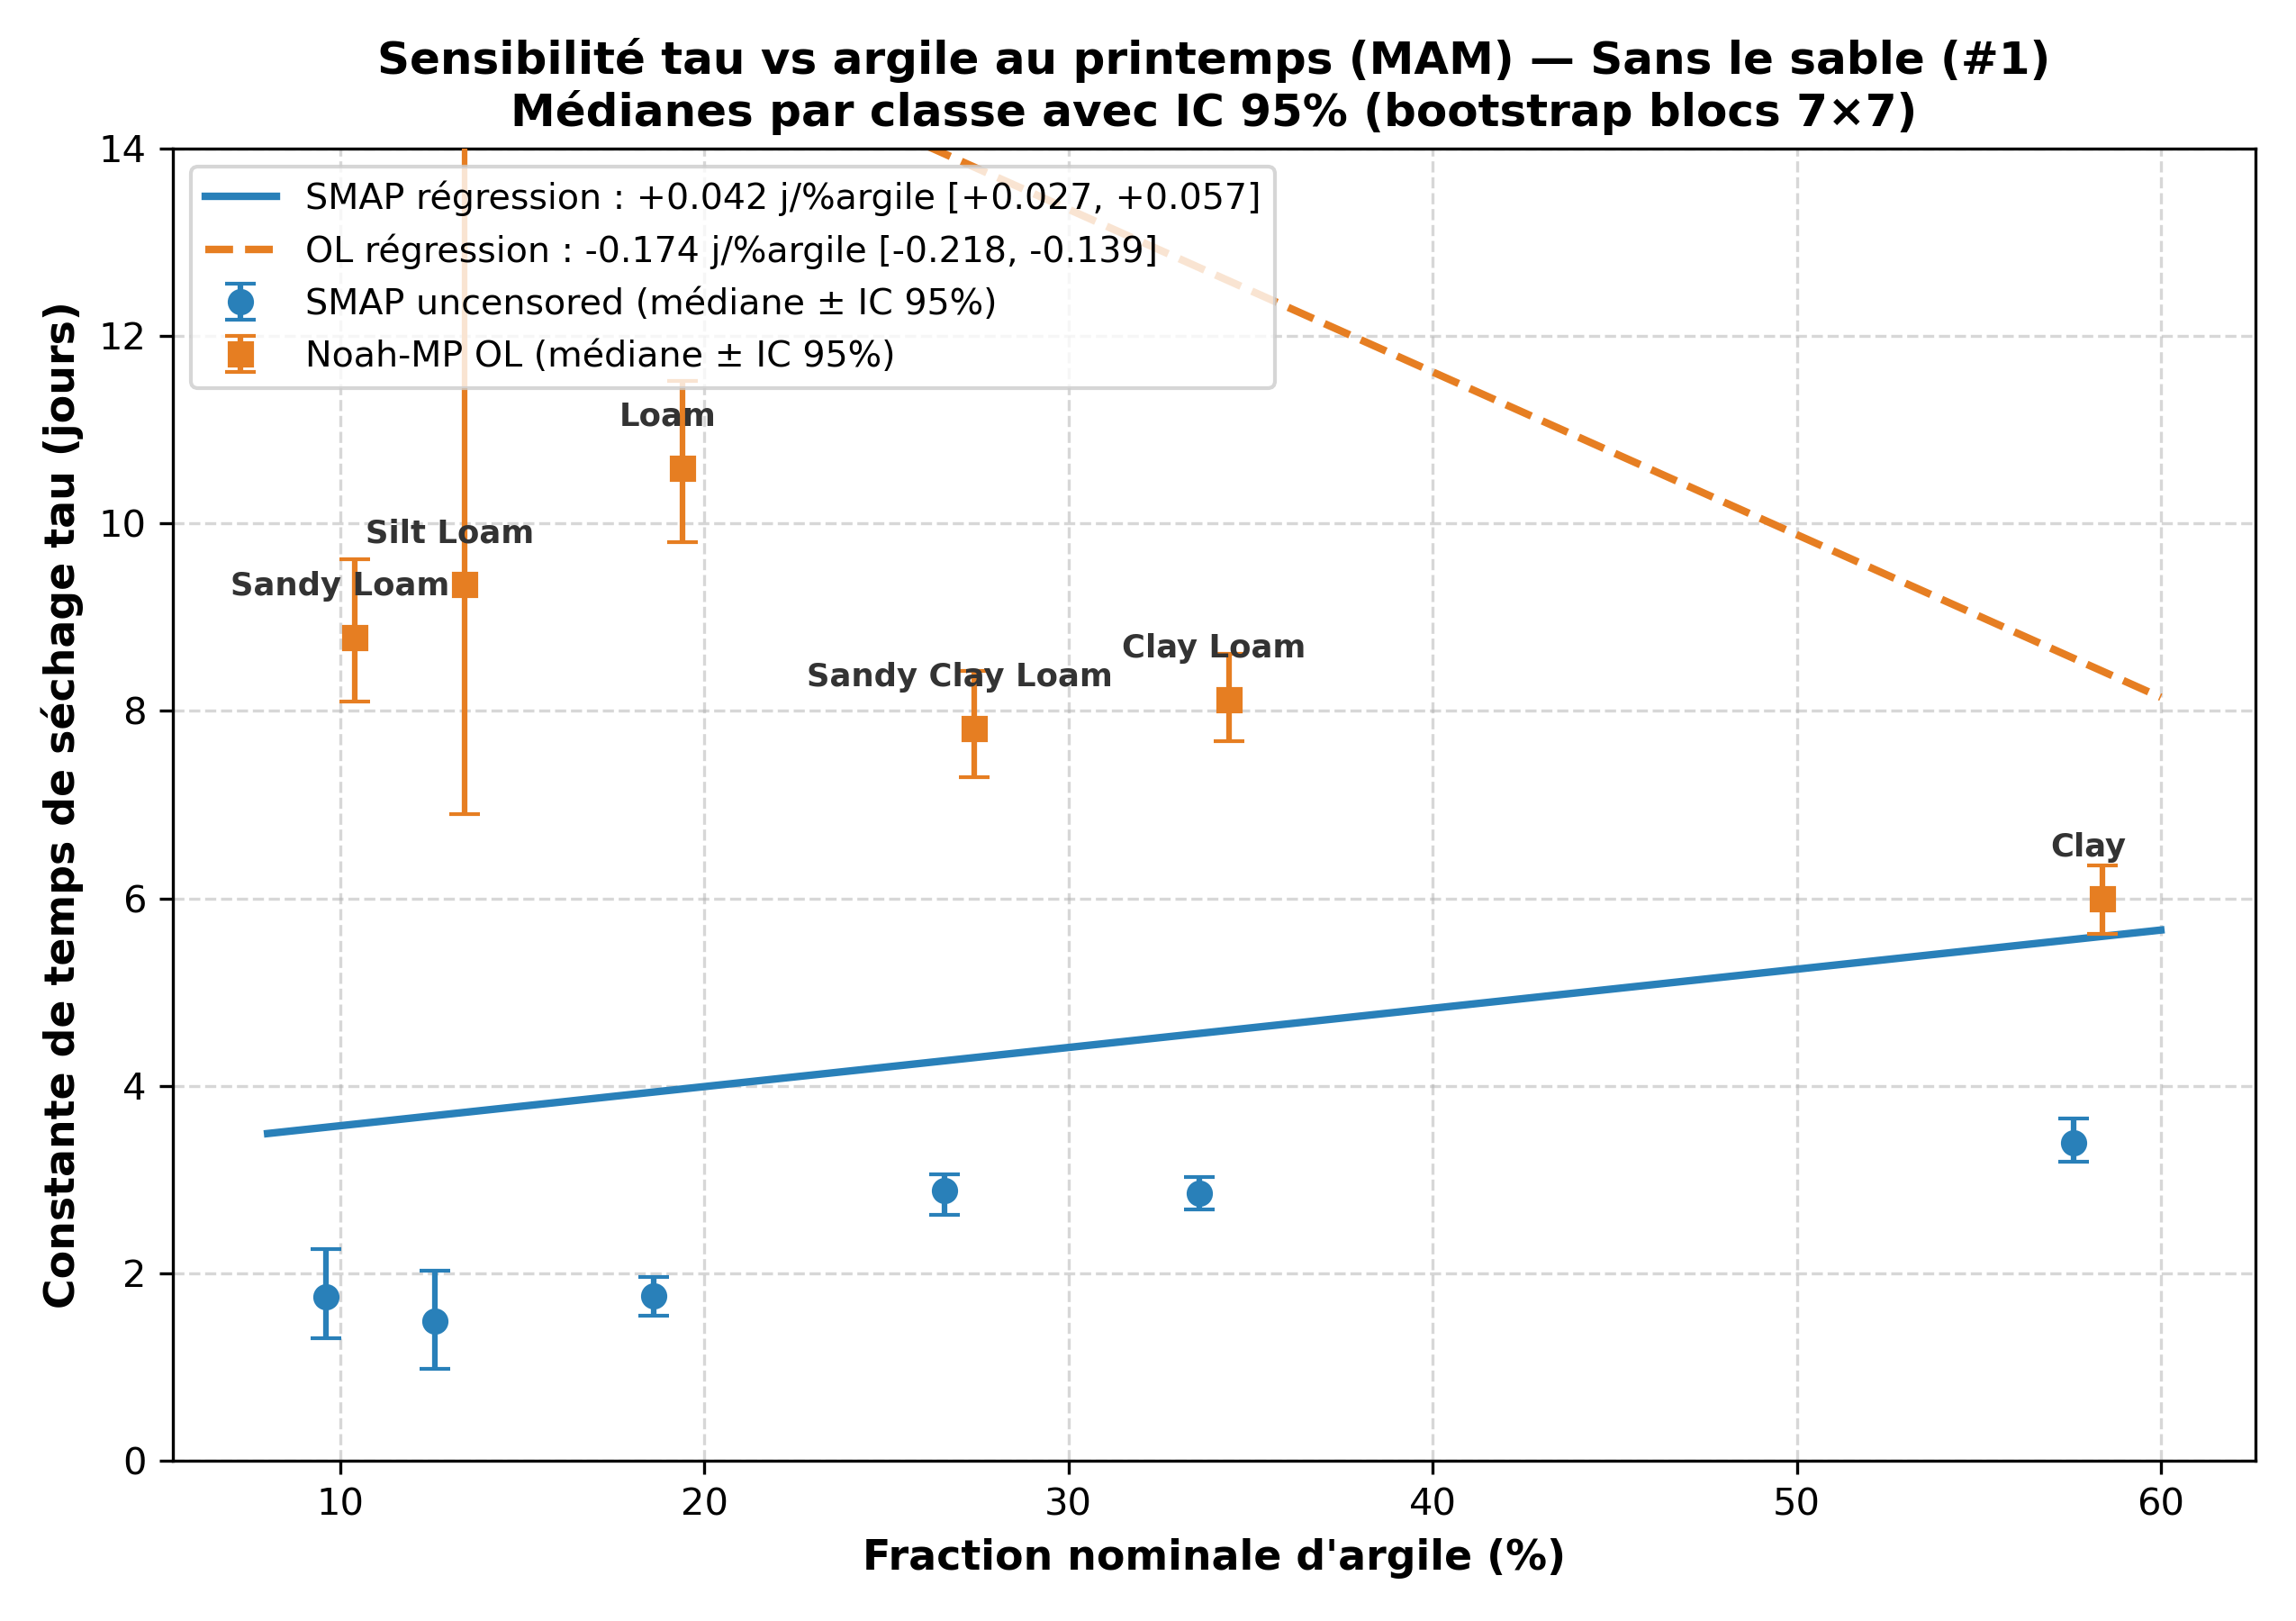 Sensibilité tau vs argile au printemps (MAM) — Sans le sable (#1)
Médianes par classe avec IC 95% (bootstrap blocs 7×7)
Constante de temps de séchage tau (jours)
14
12
10
8
6
4
2
0
SMAP régression : +0.042 j/%argile [+0.027, +0.057]
OL régression : -0.174 j/%argile [-0.218, -0.139]
SMAP uncensored (médiane ± IC 95%)
Noah-MP OL (médiane ± IC 95%)
Loam
Silt Loam
Sandy Loam
Clay Loam
Sandy Clay Loam
Clay
10 20 30 40 50 60
Fraction nominale d'argile (%)